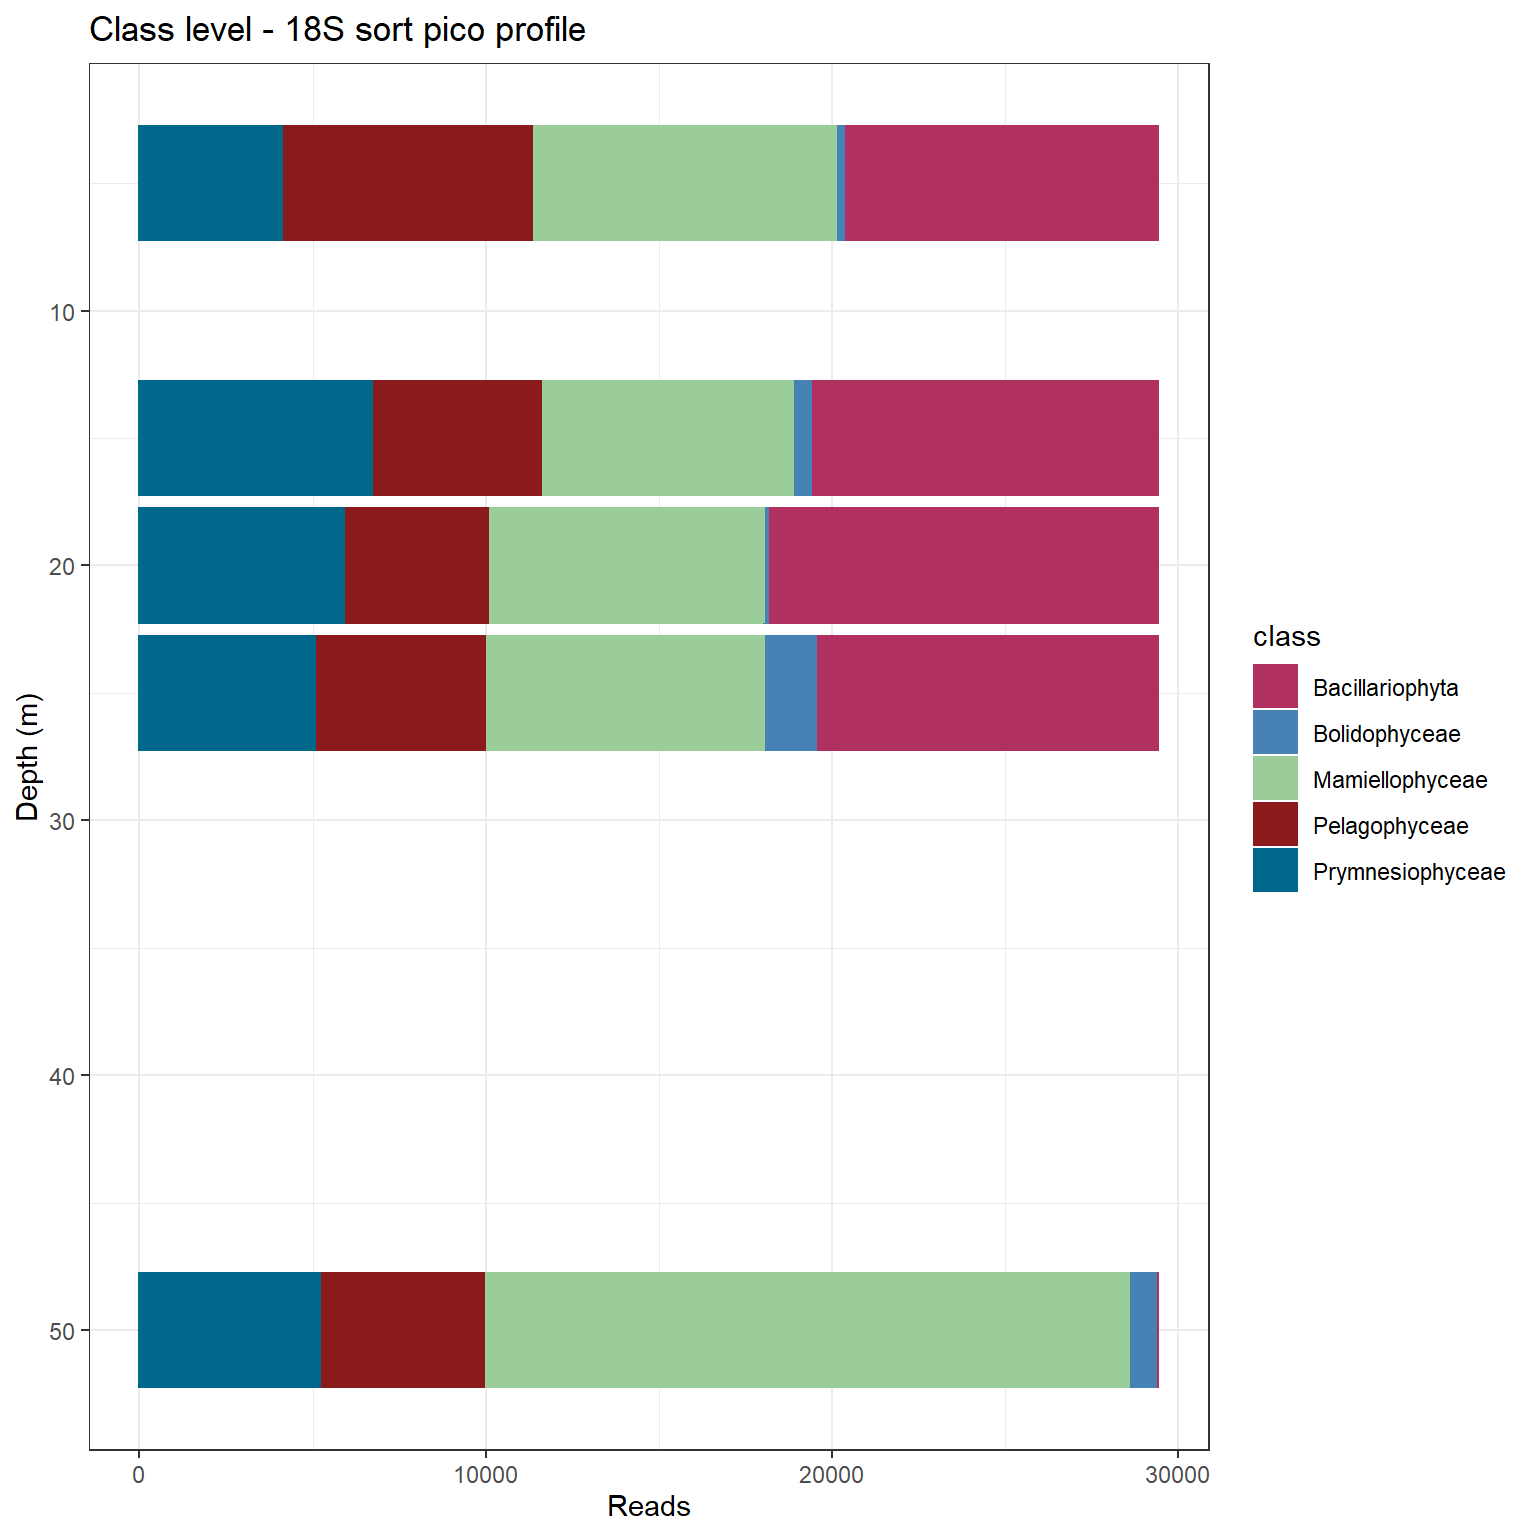 Class level - 18S sort pico profile
10
20
30
40
50
Depth (m)
0
10000
20000
30000
Reads
class
Bacillariophyta
Bolidophyceae
Mamiellophyceae
Pelagophyceae
Prymnesiophyceae